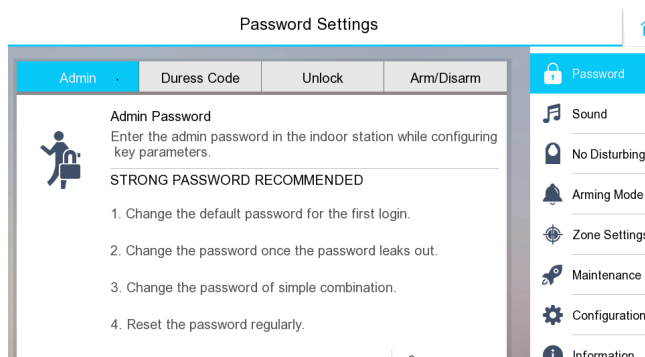 Password Settings
Admin
Duress Code
Unlock
Arm/Disarm
Admin Password
Enter the admin password in the indoor station while configuring
key parameters.
STRONG PASSWORD RECOMMENDED
1. Change the default password for the first login.
2. Change the password once the password leaks out.
3. Change the password of simple combination.
4. Reset the password regularly.
Password
Sound
No Disturbing
Arming Mode
Zone Settings
Maintenance
Configuration
Information